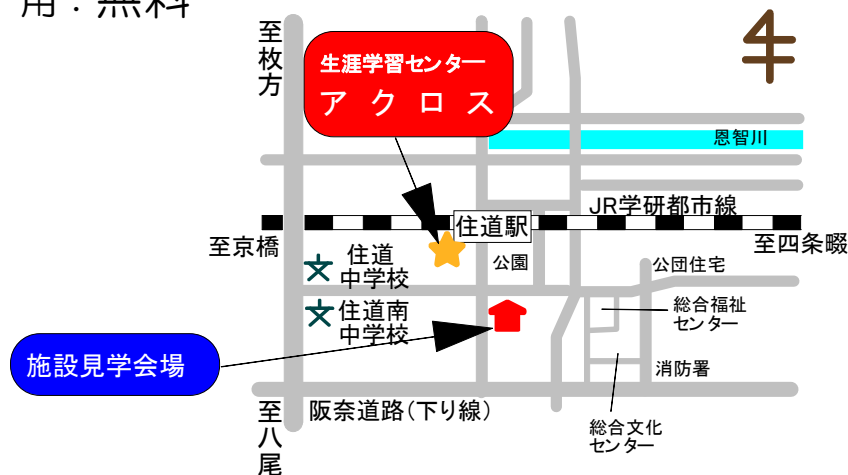 用：無料
至枚方
生涯学習センター
アクロス
恩智川
JR学研都市線
住道駅
至京橋
至四条畷
住道
中学校
公園
公団住宅
住道南
中学校
総合福祉
センター
施設見学会場
消防署
阪奈道路(下り線)
至八尾
総合文化
センター